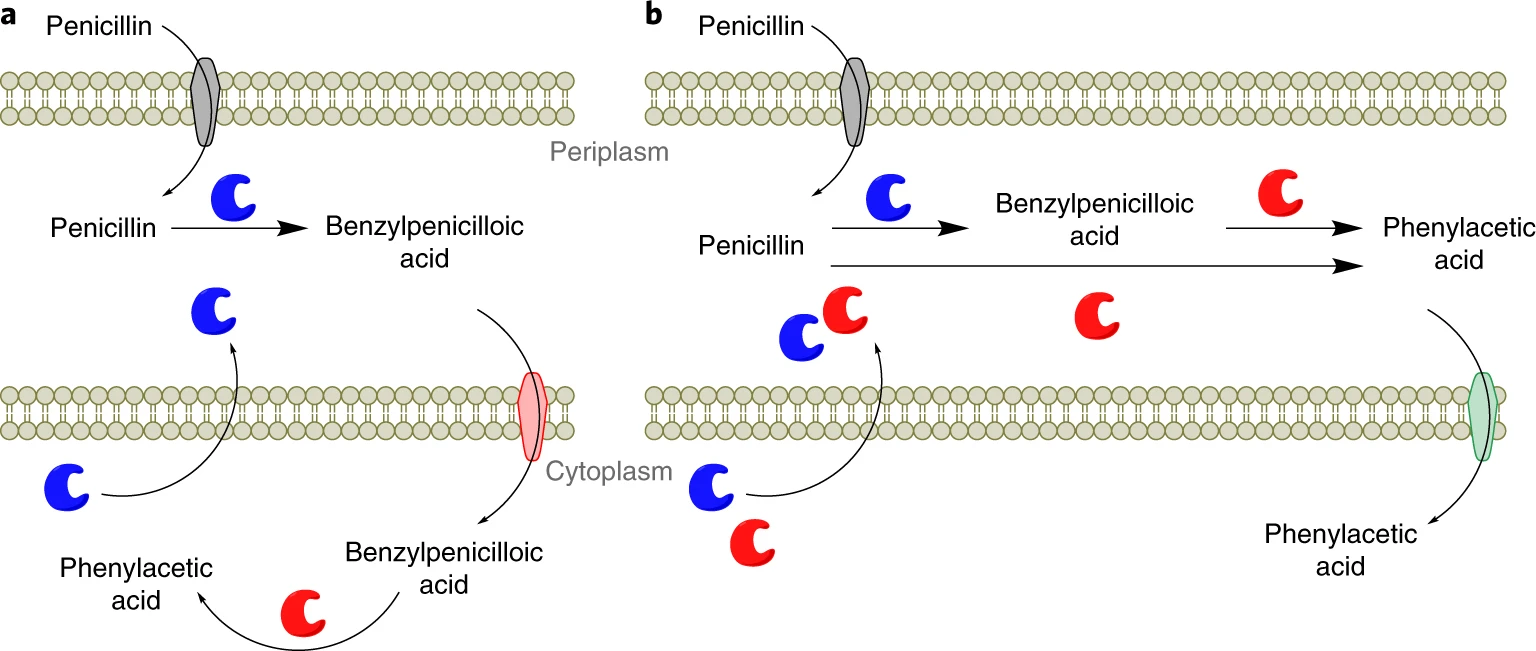 a
Penicillin
Periplasm
Penicillin
Benzylpenicilloic
acid
Cytoplasm
Benzylpenicilloic
acid
Phenylacetic
acid
b
Penicillin
Penicillin
Benzylpenicilloic
acid
Phenylacetic
acid
Phenylacetic
acid